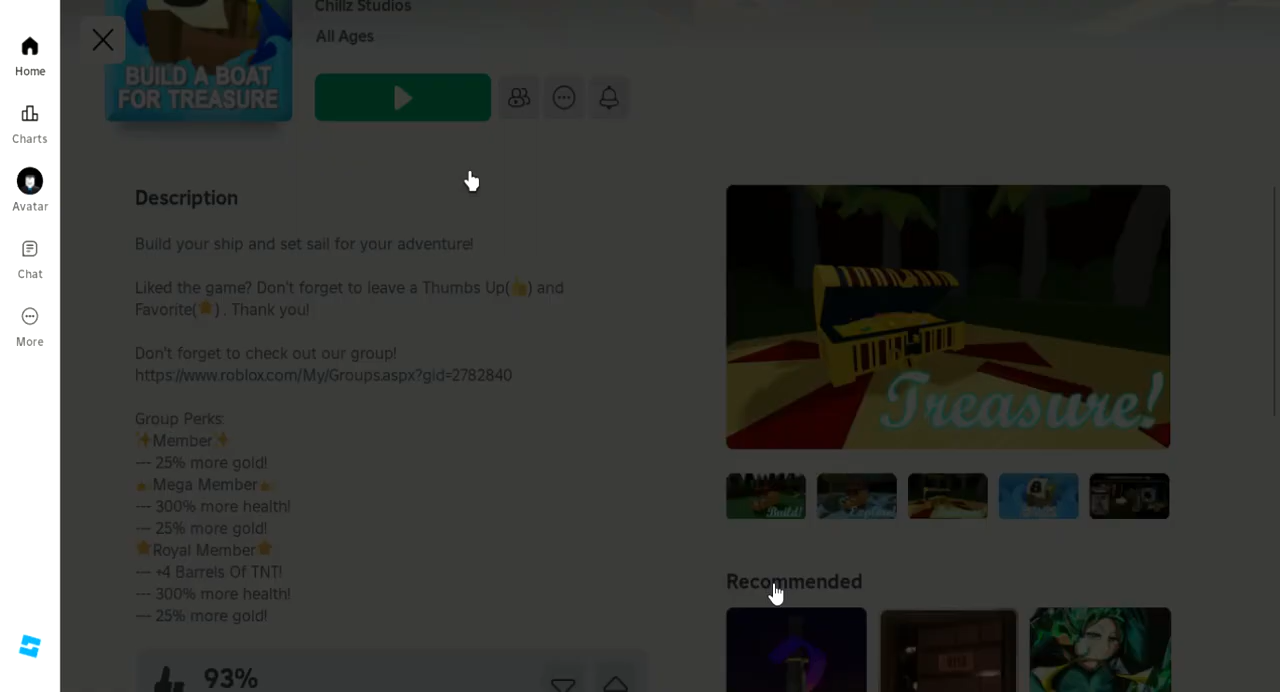 Chillz Studios
All Ages
BUILD A BOAT
FOR TREASURE
Home
Charts
Avatar
Chat
More
Description
Build your ship and set sail for your adventure!
Liked the game? Don't forget to leave a Thumbs Up(👍) and
Favorite(⭐) . Thank you!
Don't forget to check out our group!
https://www.roblox.com/My/Groups.aspx?gid=2782840
Group Perks:
✨Member✨
--- 25% more gold!
Mega Member
--- 300% more health!
--- 25% more gold!
⭐Royal Member⭐
--- +4 Barrels Of TNT!
--- 300% more health!
--- 25% more gold!
93%
Treasure!
Build!
Recommended